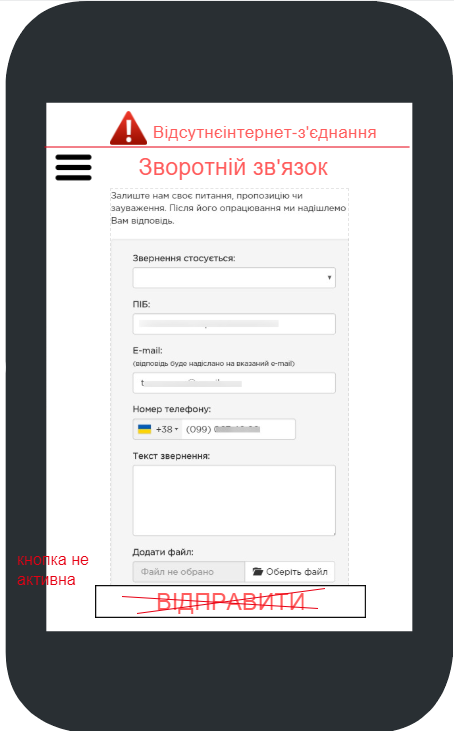 Відсутнєінтернет-з'єднання
Зворотній зв'язок
Залиште нам своє питання, пропозицію чи
зауваження. Після його опрацювання ми надішлемо
Вам відповідь.
Звернення стосується:
ПІБ:
E-mail:
(відповідь буде надіслано на вказаний e-mail)
Номер телефону:
+38 (099)
Текст звернення:
Додати файл:
Файл не обрано Оберіть файл
кнопка не
активна
ВІДПРАВИТИ